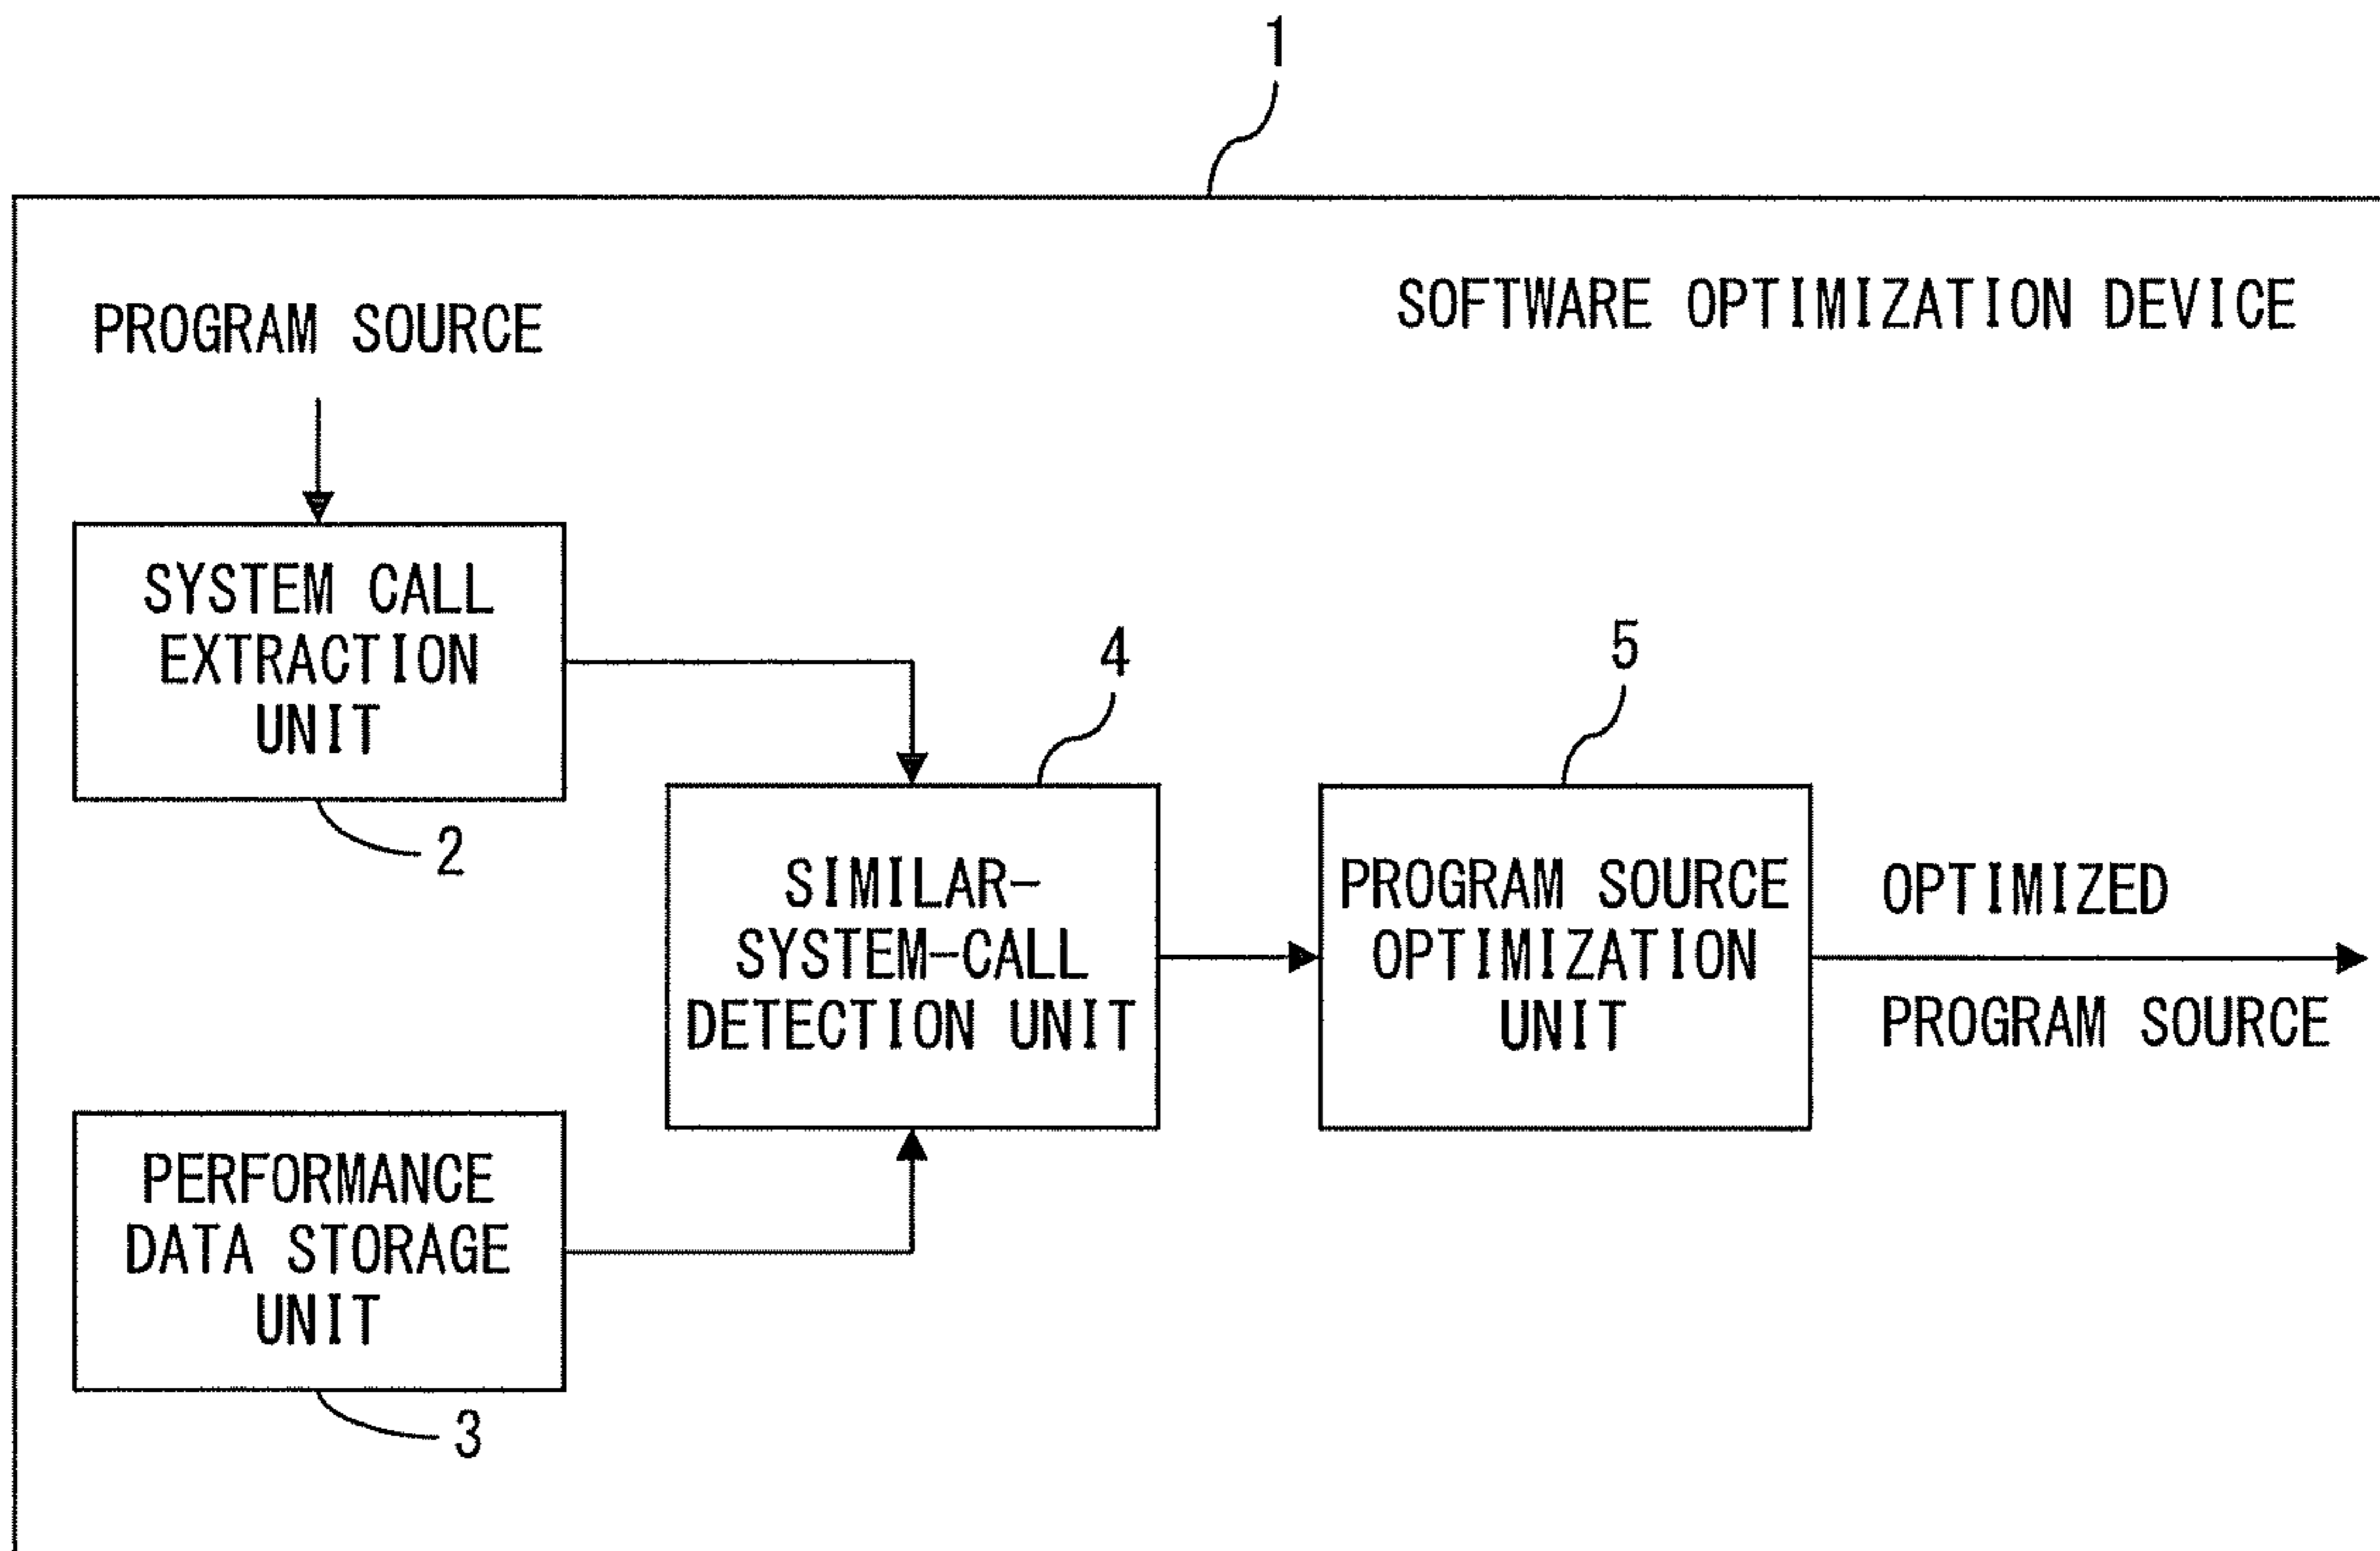 1
SOFTWARE OPTIMIZATION DEVICE
PROGRAM SOURCE
SYSTEM CALL
EXTRACTION
UNIT
2
4
5
SIMILAR-
SYSTEM-CALL
DETECTION UNIT
PROGRAM SOURCE
OPTIMIZATION
UNIT
OPTIMIZED
PROGRAM SOURCE
PERFORMANCE
DATA STORAGE
UNIT
3